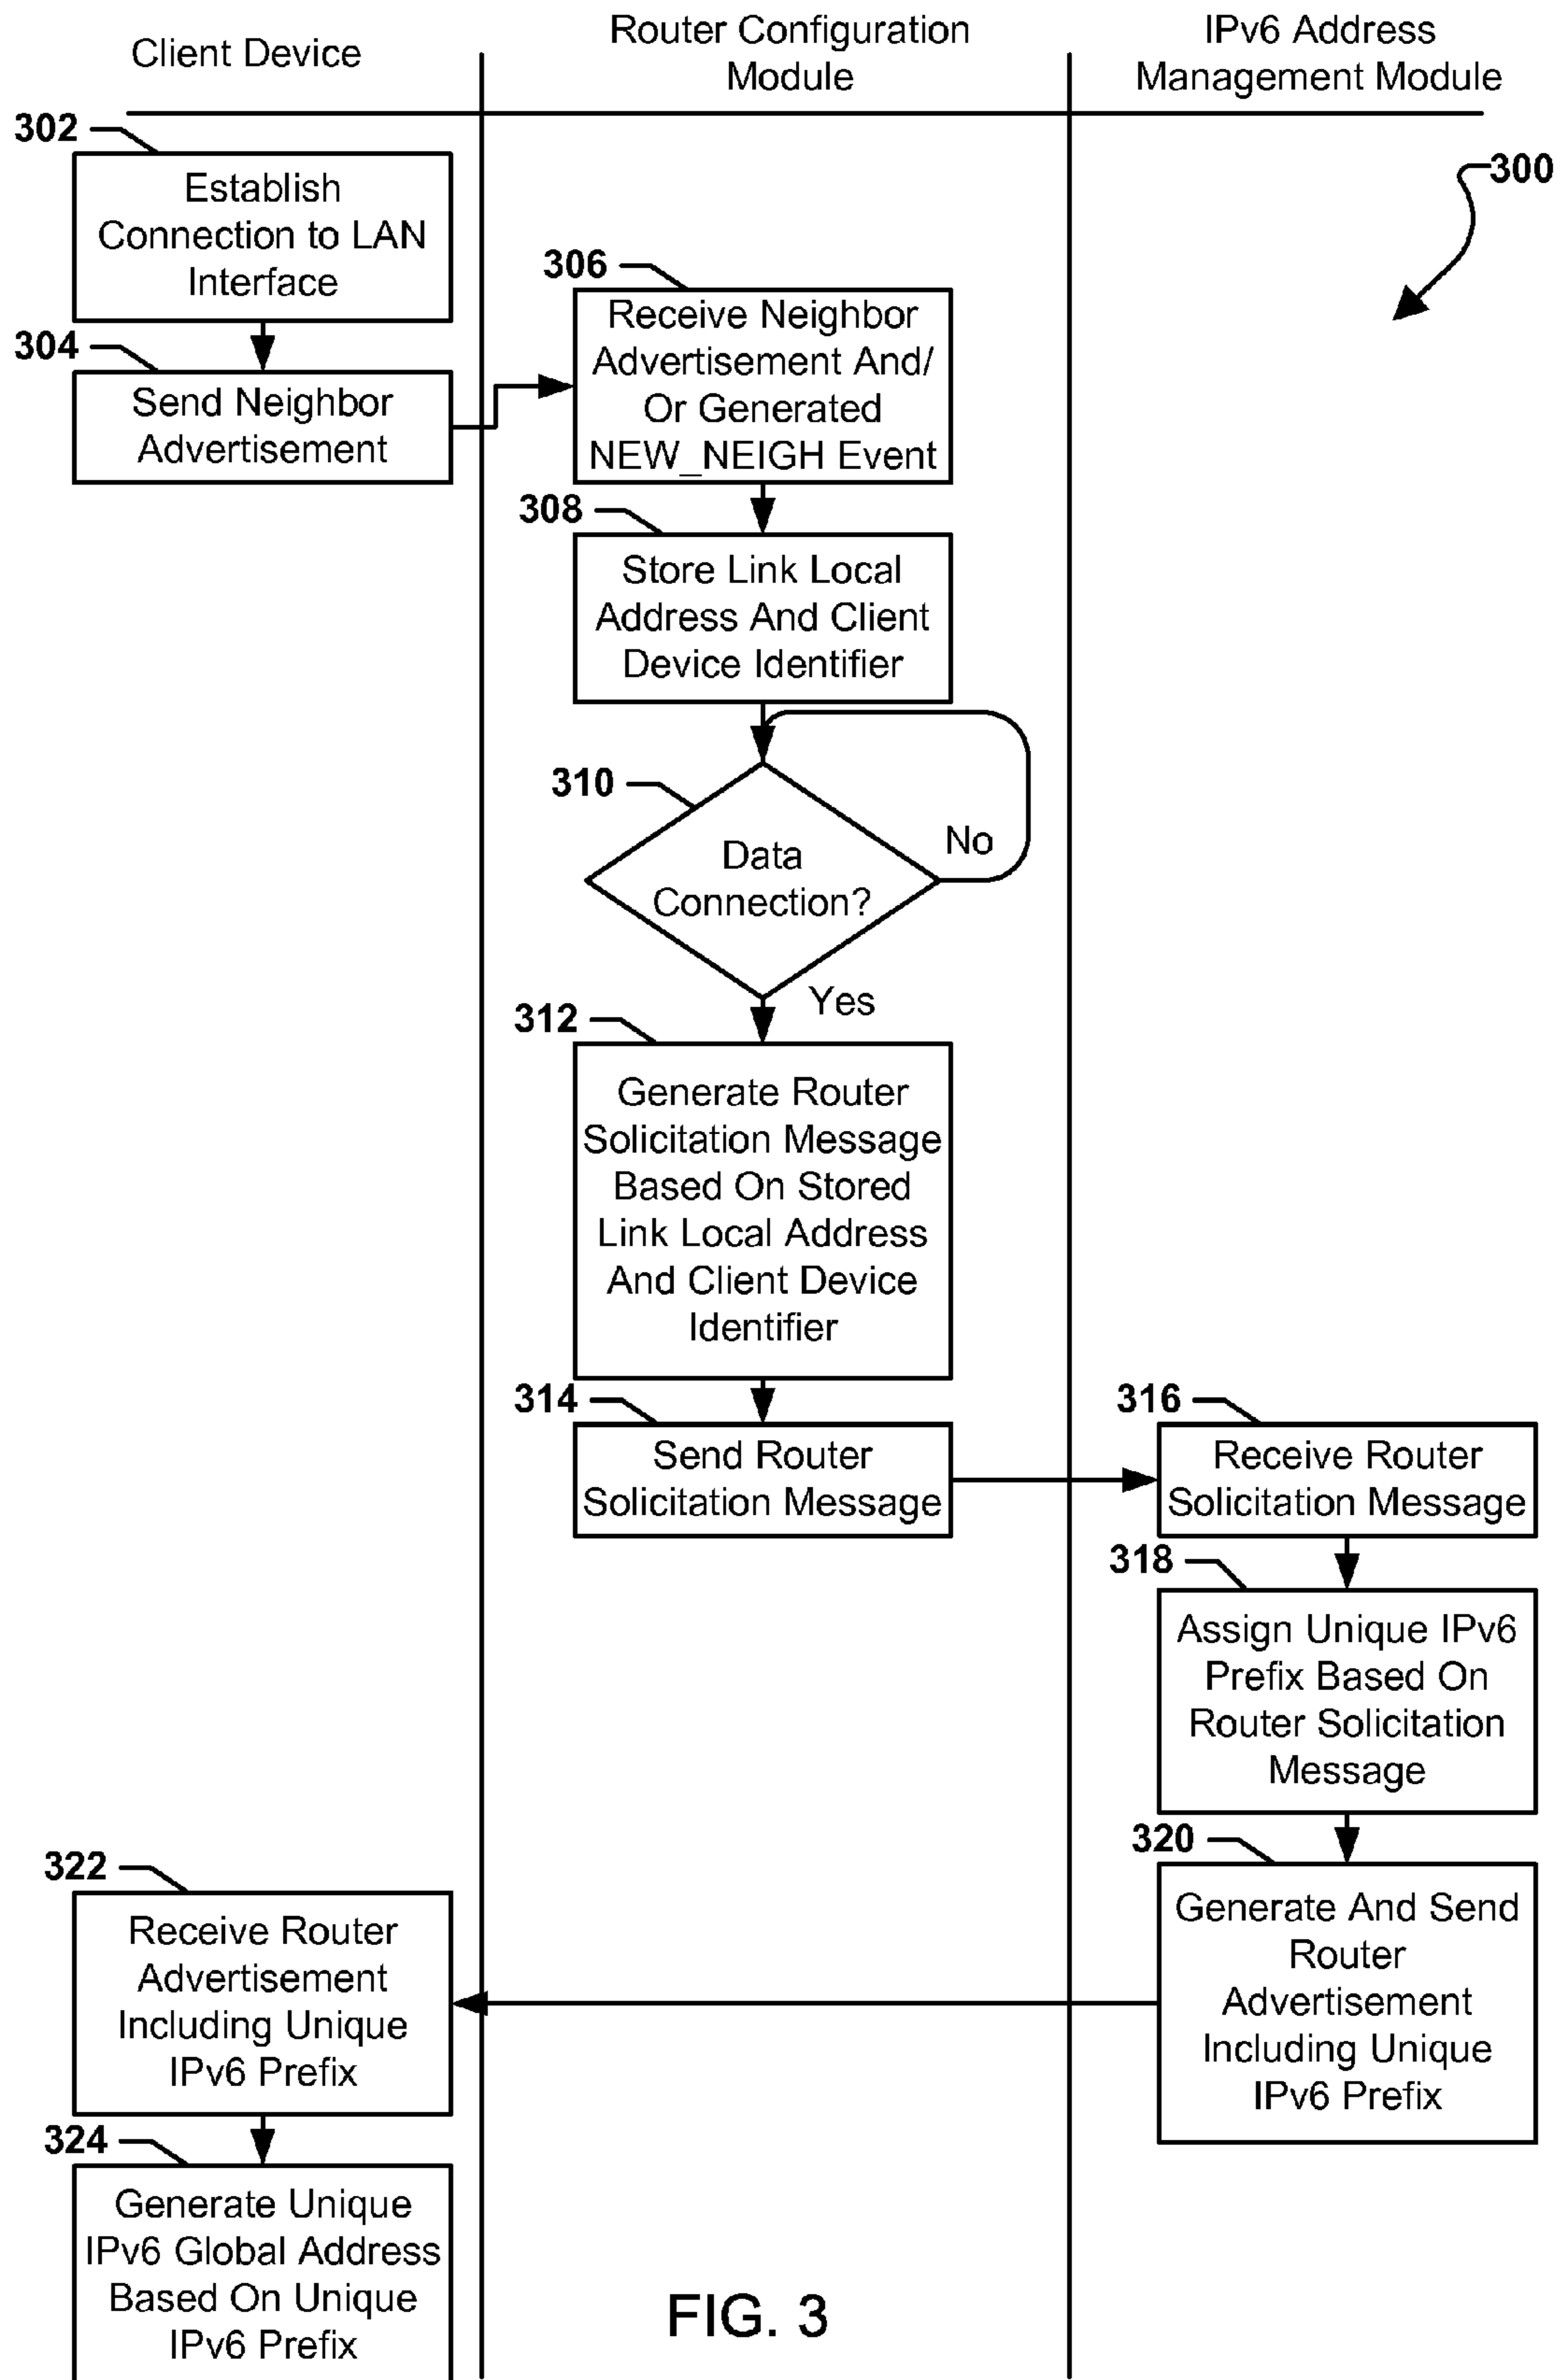 Client Device
Router Configuration
Module
IPv6 Address
Management Module
300
302
Establish
Connection to LAN
Interface
304
Send Neighbor
Advertisement
306
Receive Neighbor
Advertisement And/
Or Generated
NEW_NEIGH Event
308
Store Link Local
Address And Client
Device Identifier
310
Data
Connection?
No
Yes
312
Generate Router
Solicitation Message
Based On Stored
Link Local Address
And Client Device
Identifier
314
Send Router
Solicitation Message
316
Receive Router
Solicitation Message
318
Assign Unique IPv6
Prefix Based On
Router Solicitation
Message
320
Generate And Send
Router
Advertisement
Including Unique
IPv6 Prefix
322
Receive Router
Advertisement
Including Unique
IPv6 Prefix
324
Generate Unique
IPv6 Global Address
Based On Unique
IPv6 Prefix
FIG. 3